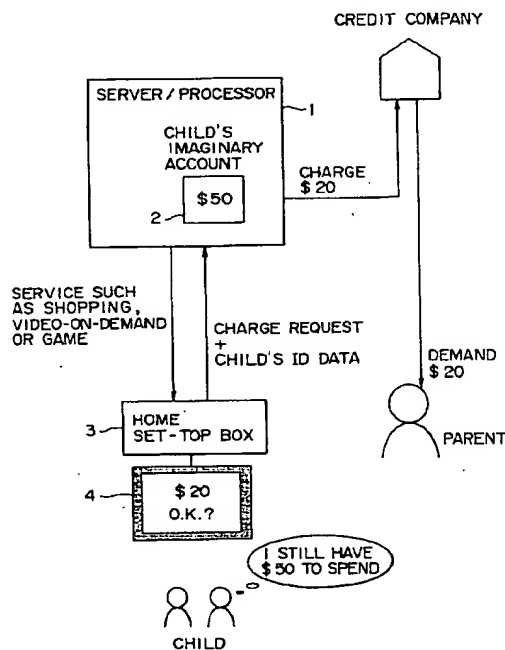 CREDIT COMPANY
SERVER/PROCESSOR
1
CHILD'S
IMAGINARY
ACCOUNT
2
$50
CHARGE
$20
SERVICE SUCH
AS SHOPPING,
VIDEO-ON-DEMAND
OR GAME
CHARGE REQUEST
+
CHILD'S ID DATA
DEMAND
$20
3
HOME
SET-TOP BOX
PARENT
4
$20
O.K.?
I STILL HAVE
$50 TO SPEND
CHILD